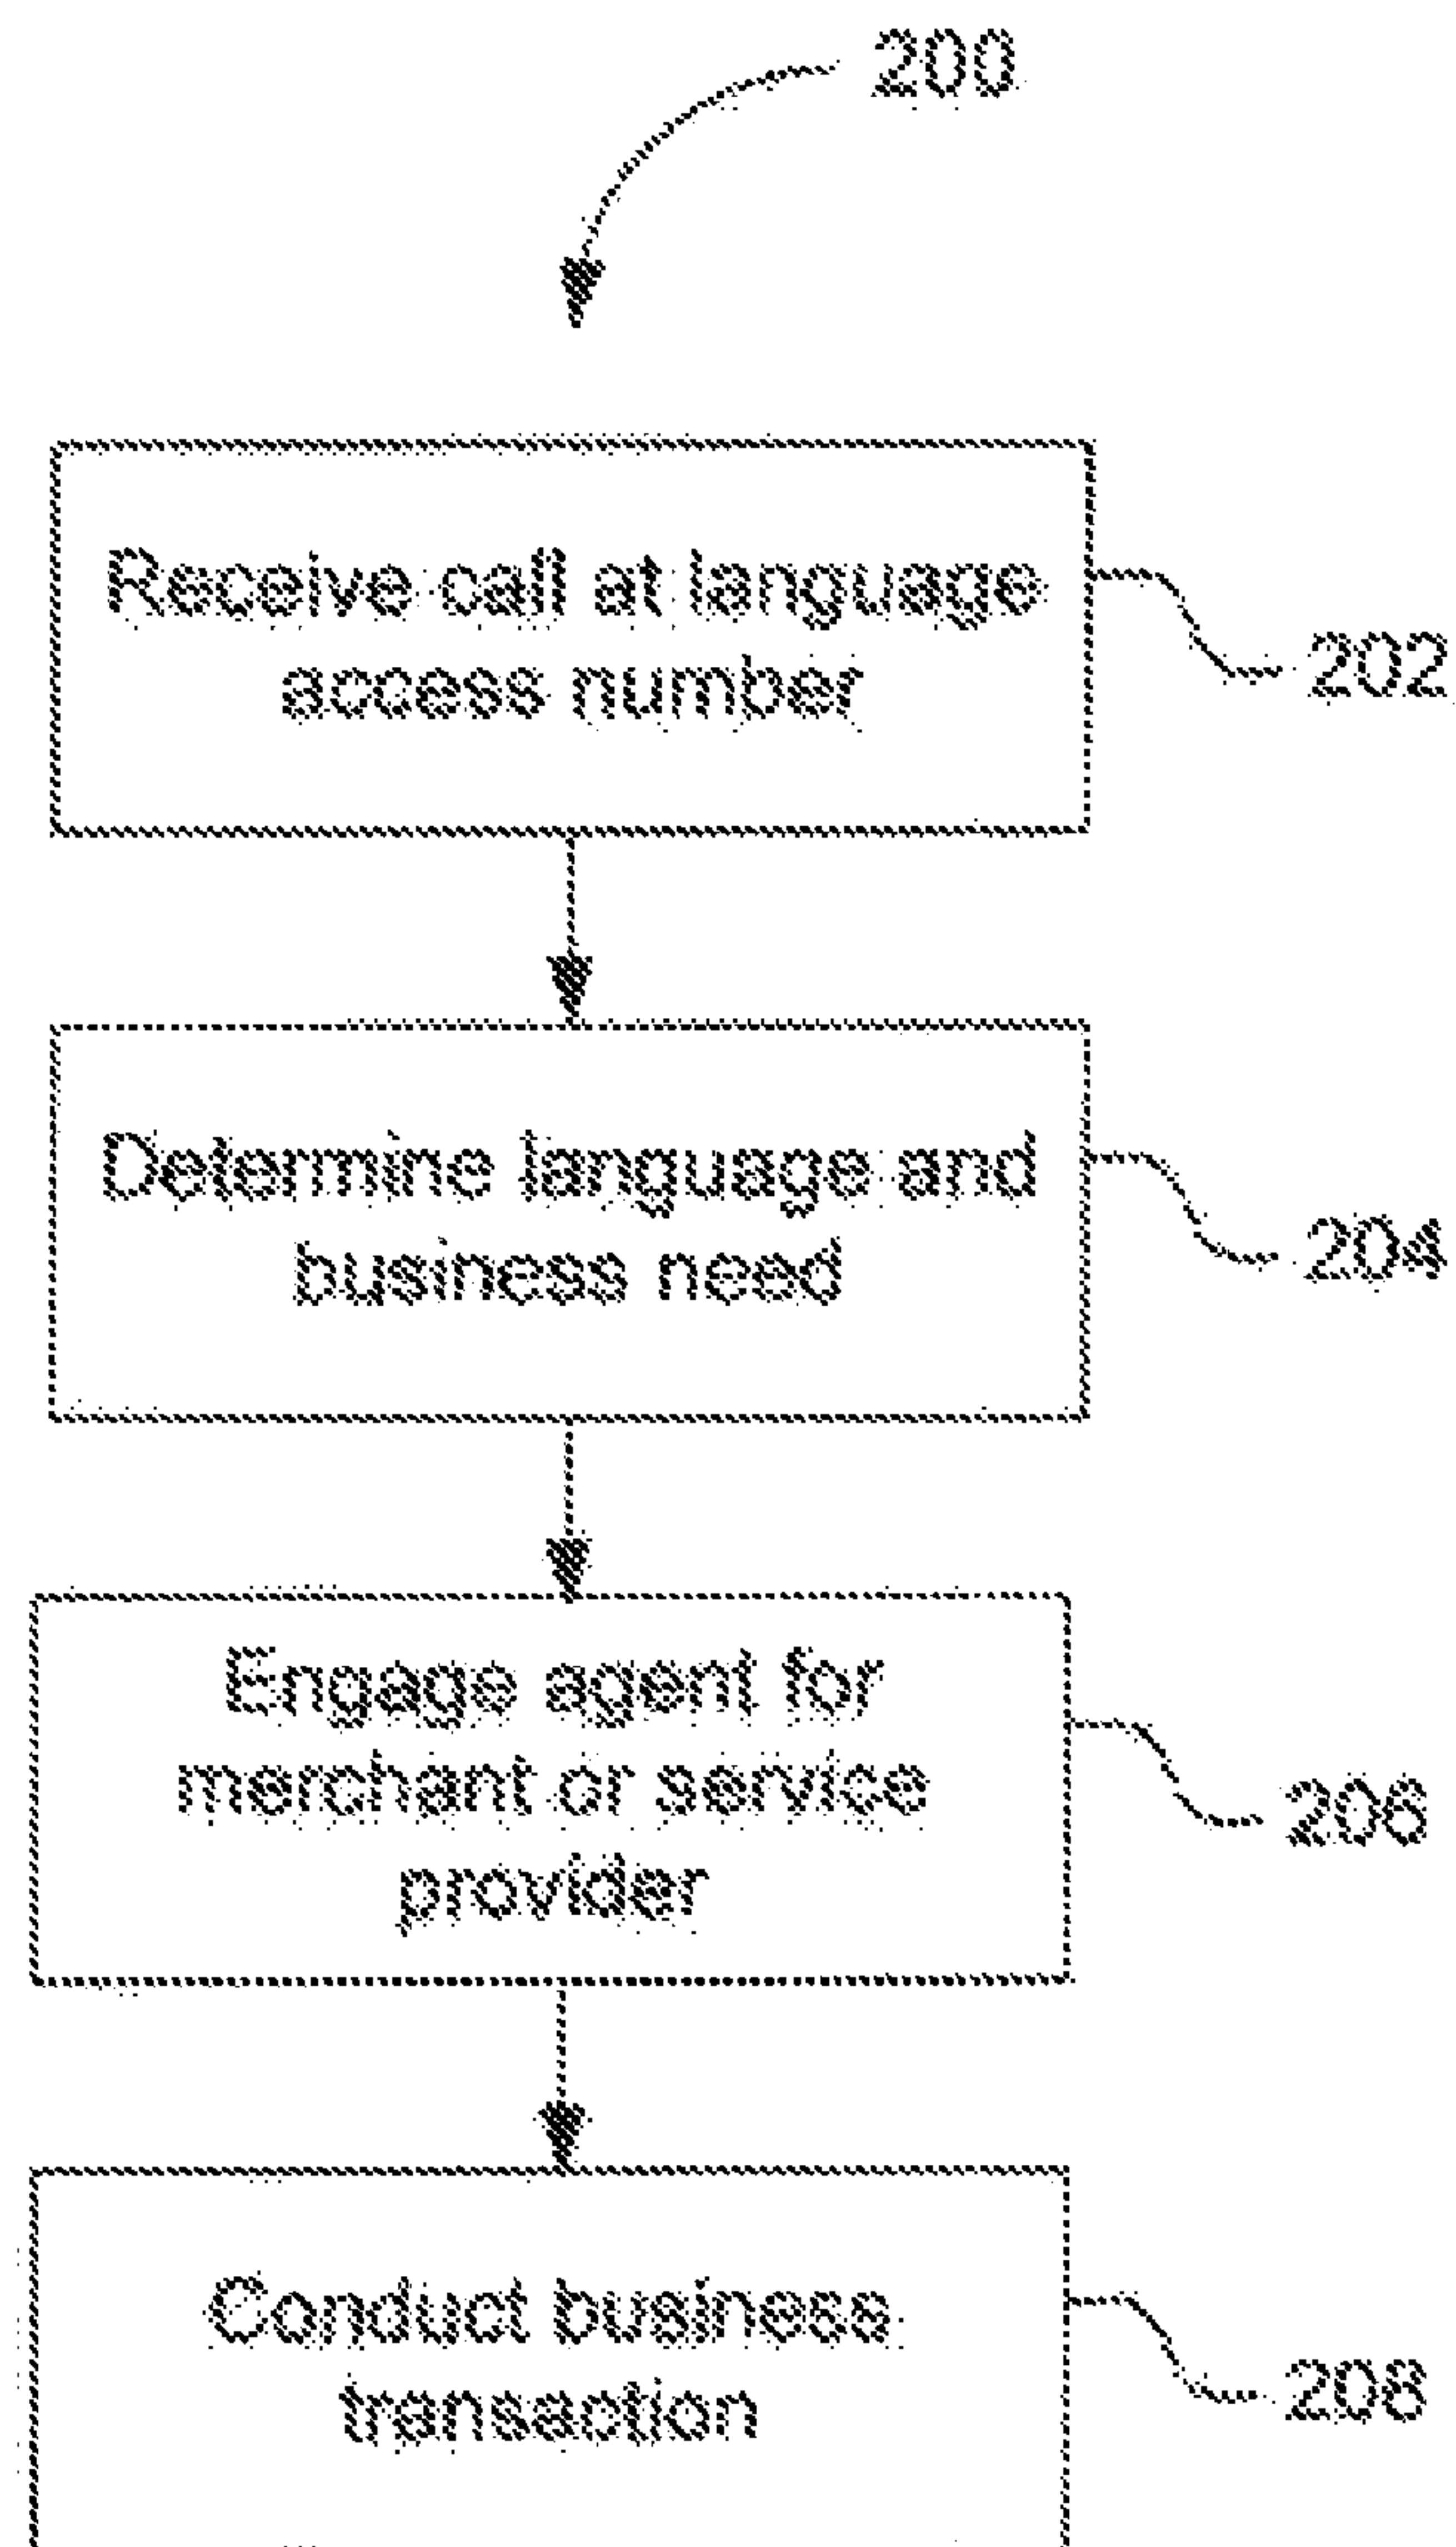 200
Receive call at language
access number
202
Determine language and
business need
204
Engage agent for
merchant or service
provider
206
Conduct business
transaction
208